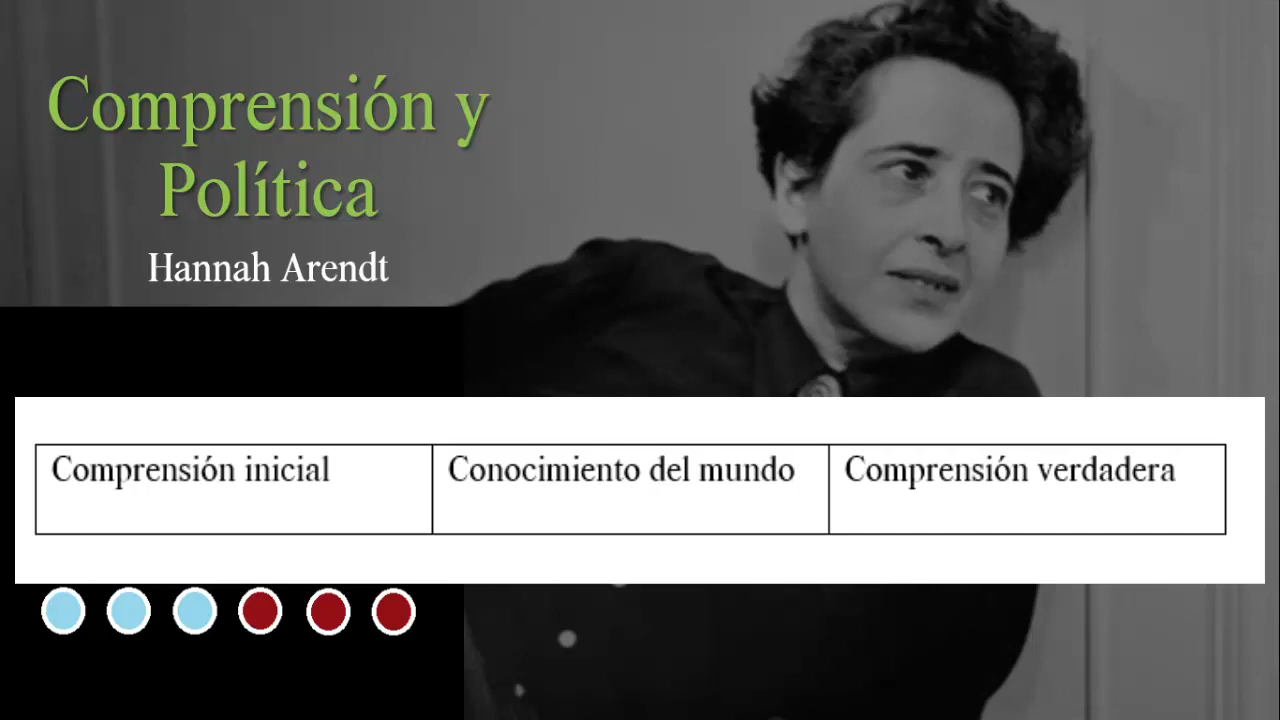 Comprensión y
Política
Hannah Arendt
Comprensión inicial
Conocimiento del mundo
Comprensión verdadera